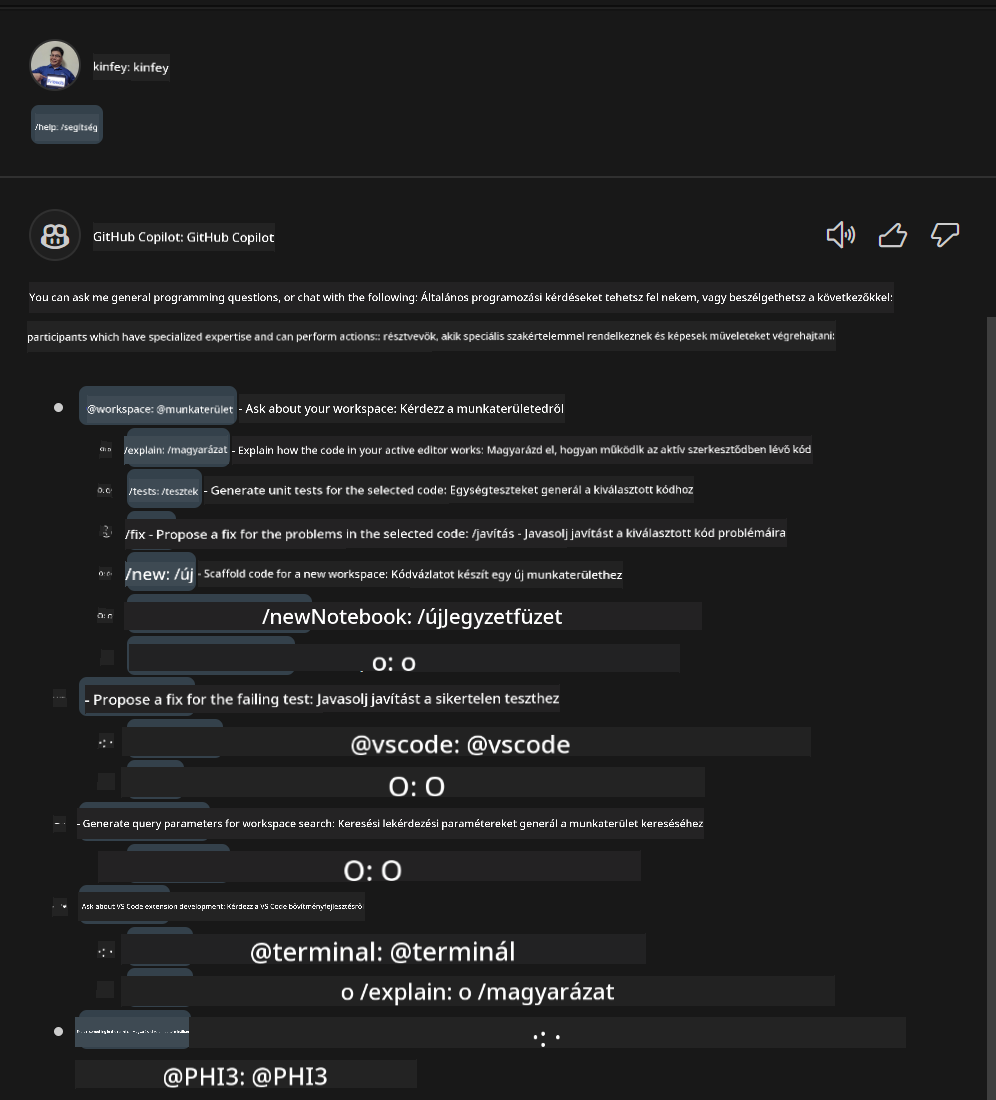 kinfey: kinfey
/help: /segítség
GitHub Copilot: GitHub Copilot
You can ask me general programming questions, or chat with the following: Általános programozási kérdéseket tehetsz fel nekem, vagy beszélgethetsz a következőkkel:
participants which have specialized expertise and can perform actions:: résztvevők, akik speciális szakértelemmel rendelkeznek és képesek műveleteket végrehajtani:
@workspace: @munkaterület - Ask about your workspace: Kérdezz a munkaterületedről
/explain: /magyarázat - Explain how the code in your active editor works: Magyarázd el, hogyan működik az aktív szerkesztődben lévő kód
/tests: /tesztek - Generate unit tests for the selected code: Egységteszteket generál a kiválasztott kódhoz
/fix - Propose a fix for the problems in the selected code: /javítás - Javasolj javítást a kiválasztott kód problémáira
/new: /új - Scaffold code for a new workspace: Kódvázlatot készít egy új munkaterülethez
o: o /newNotebook: /újJegyzetfüzet
o: o
- Propose a fix for the failing test: Javasolj javítást a sikertelen teszthez
@vscode: @vscode
O: O
- Generate query parameters for workspace search: Keresési lekérdezési paramétereket generál a munkaterület kereséséhez
O: O
Ask about VS Code extension development: Kérdezz a VS Code bővítményfejlesztésről
@terminal: @terminál
o /explain: o /magyarázat
@PHI3: @PHI3